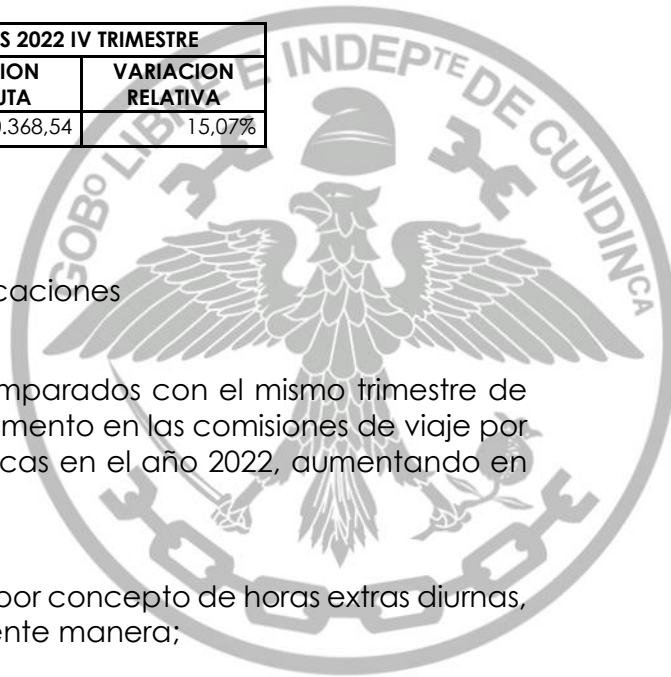 S 2022 IV TRIMESTRE
ION VARIACION
UTA RELATIVA
.368,54 15,07%
GOBº LIBRE E INDEPTE DE CUNDINCA
caciones
mparados con el mismo trimestre de
mento en las comisiones de viaje por
cas en el año 2022, aumentando en
por concepto de horas extras diurnas,
ente manera;